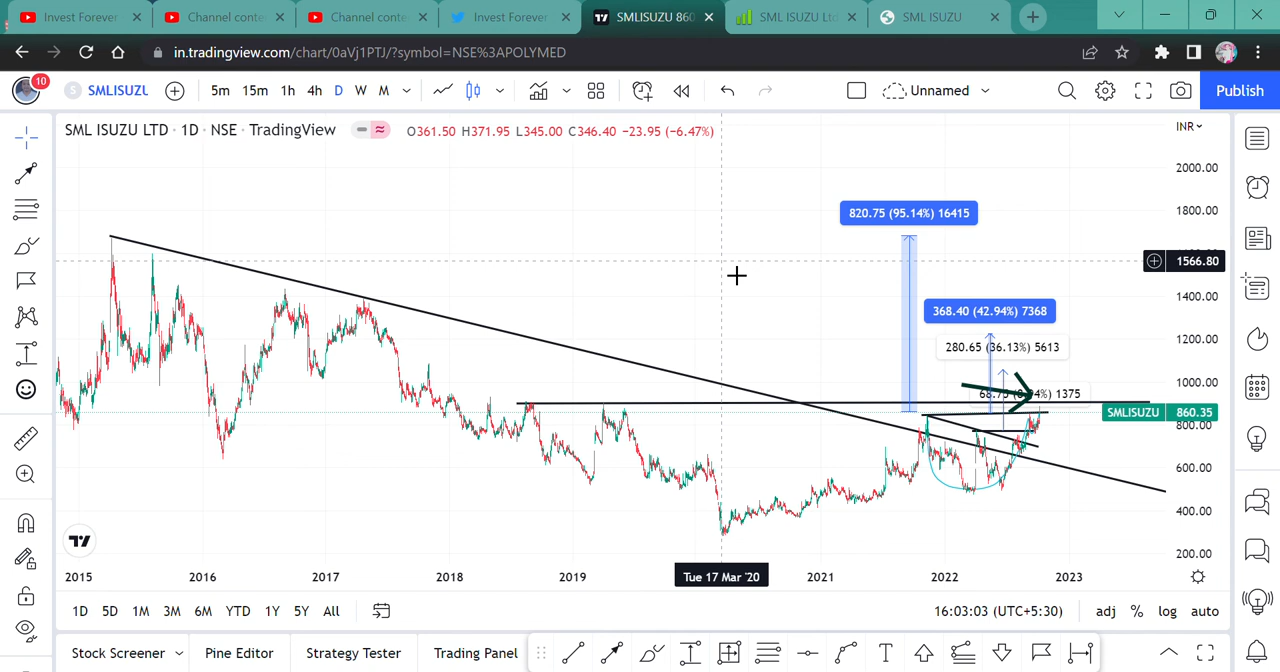 Invest Forever
Channel conte
Channel conte
Invest Forever
SMLISUZU 860
SML ISUZU Ltd
SML ISUZU
in.tradingview.com/chart/0aVj1PTJ/?symbol=NSE%3APOLYMED
10
SMLISUZU
5m 15m 1h 4h D W M
Unnamed
Publish
SML ISUZU LTD · 1D · NSE · TradingView
O361.50 H371.95 L345.00 C346.40 −23.95 (−6.47%)
INR
2000.00
1800.00
820.75 (95.14%) 16415
1566.80
1400.00
368.40 (42.94%) 7368
1200.00
280.65 (36.13%) 5613
1000.00
1375
SMLISUZU 860.35
800.00
600.00
400.00
200.00
2015 2016 2017 2018 2019 Tue 17 Mar '20 2021 2022 2023
1D 5D 1M 3M 6M YTD 1Y 5Y All
16:03:03 (UTC+5:30) adj % log auto
Stock Screener Pine Editor Strategy Tester Trading Panel